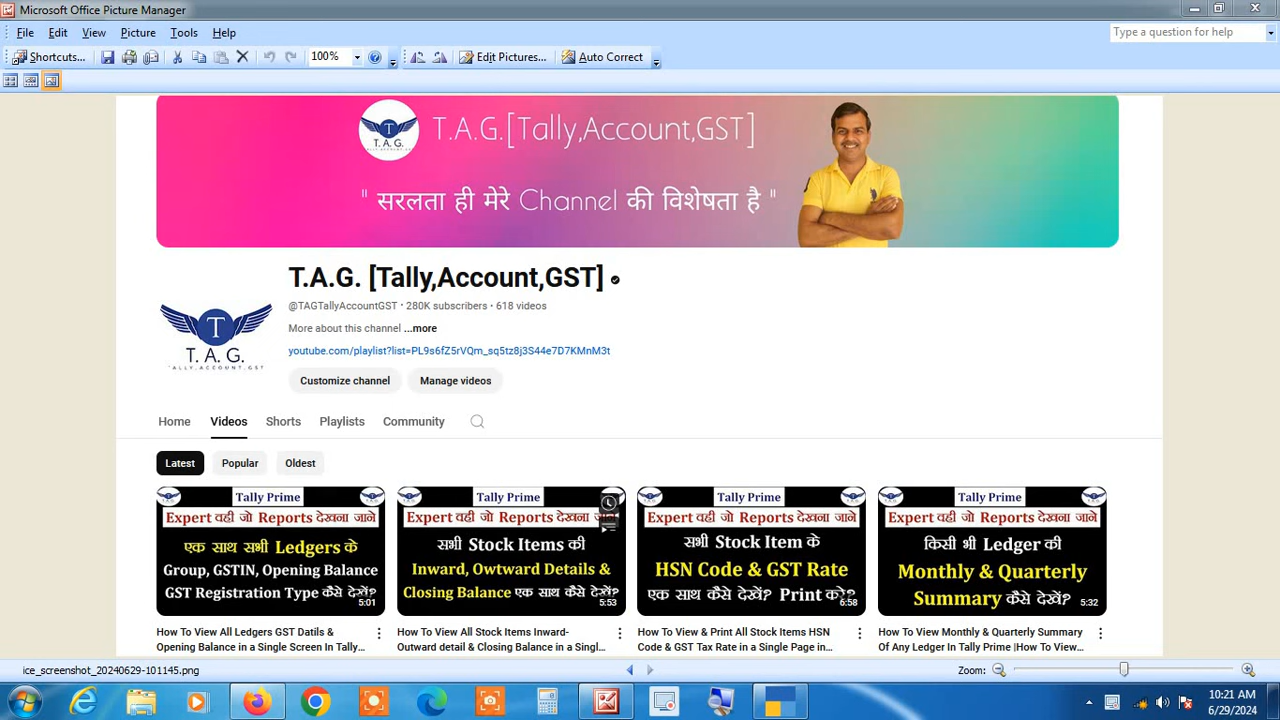 Microsoft Office Picture Manager
File Edit View Picture Tools Help
Type a question for help
Shortcuts... 100% Edit Pictures... Auto Correct
T
T. A. G.
T.A.G.[Tally,Account,GST]
" सरलता ही मेरे Channel की विशेषता है "
T.A.G. [Tally,Account,GST]
@TAGTallyAccountGST • 280K subscribers • 618 videos
More about this channel ...more
youtube.com/playlist?list=PL9s6fZ5rVQm_sq5tz8j3S44e7D7KMnM3t
T
T. A. G.
TALLY,ACCOUNT,GST
Customize channel Manage videos
Home Videos Shorts Playlists Community
Latest Popular Oldest
Tally Prime
Expert वही जो Reports देखना जाने
एक साथ सभी Ledgers के
Group, GSTIN, Opening Balance
GST Registration Type कैसे देखें?
5:01
How To View All Ledgers GST Datils &
Opening Balance in a Single Screen In Tally...
Tally Prime
Expert वही जो Reports देखना जाने
सभी Stock Items की
Inward, Owtward Details &
Closing Balance एक साथ कैसे देखें?
5:53
How To View All Stock Items Inward-
Outward detail & Closing Balance in a Singl...
Tally Prime
Expert वही जो Reports देखना जाने
सभी Stock Item के
HSN Code & GST Rate
एक साथ कैसे देखें? Print करे?
6:58
How To View & Print All Stock Items HSN
Code & GST Tax Rate in a Single Page in...
Tally Prime
Expert वही जो Reports देखना जाने
किसी भी Ledger की
Monthly & Quarterly
Summary कैसे देखें?
5:32
How To View Monthly & Quarterly Summary
Of Any Ledger In Tally Prime |How To View...
ice_screenshot_20240629-101145.png
Zoom:
10:21 AM
6/29/2024